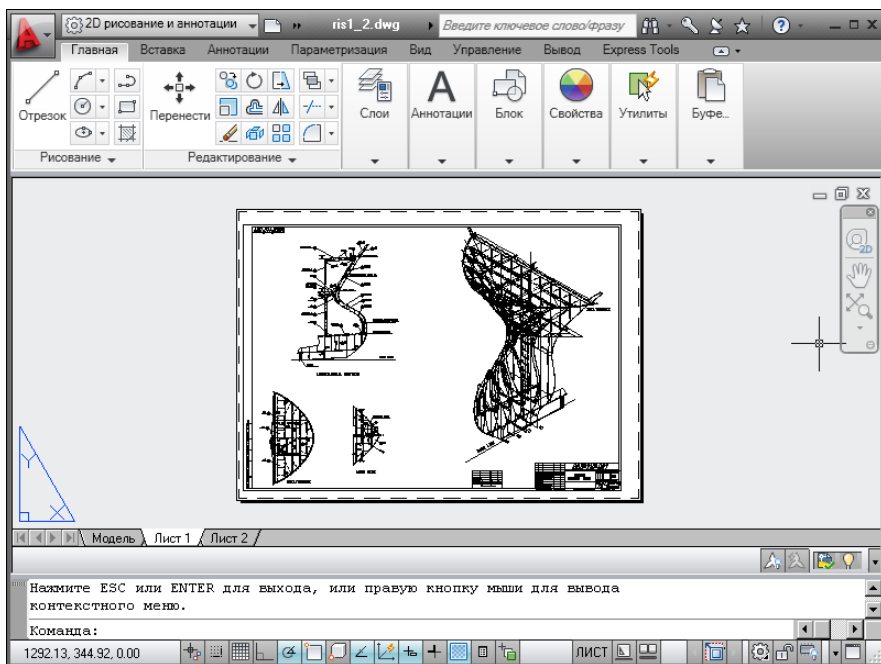 2D рисование и аннотации
ris1_2.dwg
Введите ключевое слово/фразу
Главная Вставка Аннотации Параметризация Вид Управление Вывод Express Tools
Отрезок
Перенести
Слои
Аннотации
Блок
Свойства
Утилиты
Буфе...
Рисование
Редактирование
2D
Y
X
Модель Лист 1 Лист 2
Нажмите ESC или ENTER для выхода, или правую кнопку мыши для вывода
контекстного меню.
Команда:
1292.13, 344.92, 0.00
ЛИСТ